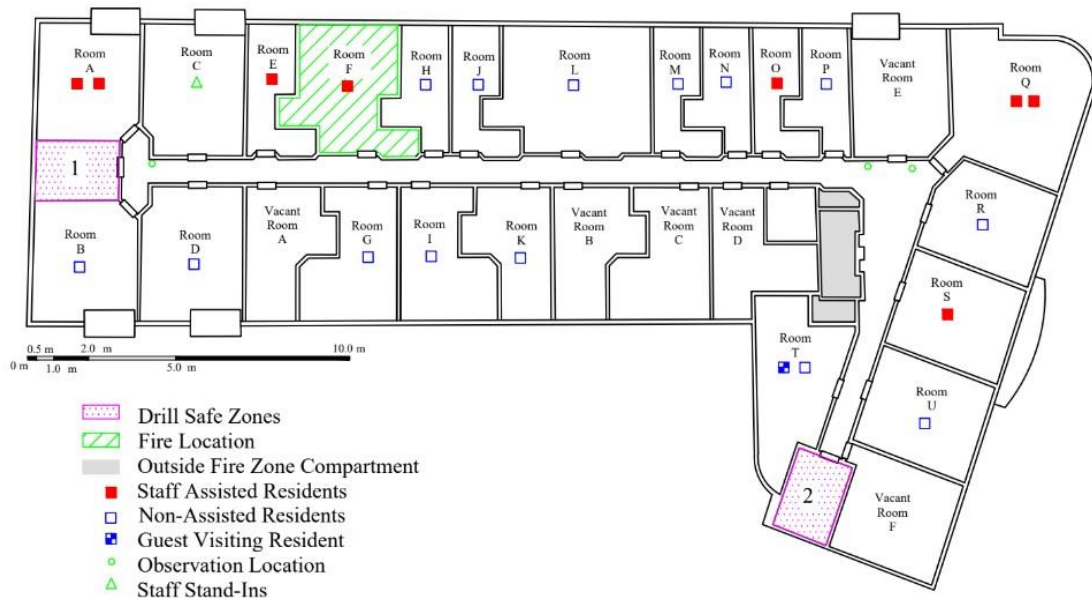 Room
A
Room
C
Room
E
Room
F
Room
H
Room
J
Room
L
Room
M
Room
N
Room
O
Room
P
Vacant
Room
E
Room
Q
1
Room
B
Room
D
Vacant
Room
A
Room
G
Room
I
Room
K
Vacant
Room
B
Vacant
Room
C
Vacant
Room
D
Room
R
Room
S
Room
T
Room
U
2
Vacant
Room
F
0.5 m 2.0 m 10.0 m
0 m 1.0 m 5.0 m
Drill Safe Zones
Fire Location
Outside Fire Zone Compartment
Staff Assisted Residents
Non-Assisted Residents
Guest Visiting Resident
Observation Location
Staff Stand-Ins